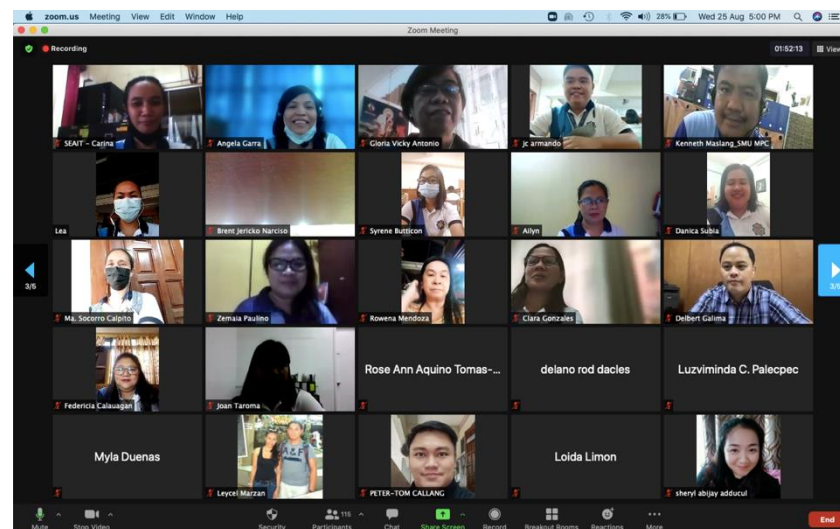 zoom.us Meeting View Edit Window Help 28% Wed 25 Aug 5:00 PM
Zoom Meeting
Recording 01:52:13 View
SEAIT - Carina Angela Garra Gloria Vicky Antonio jc armando Kenneth Maslang_SMU MPC
Lea Brent Jericko Narciso Syrene Butticon Ailyn Danica Subia
3/5 3/5
Ma. Socorro Calpito Zemaia Paulino Rowena Mendoza Clara Gonzales Delbert Galima
Rose Ann Aquino Tomas-... delano rod dacles Luzviminda C. Palecpec
Federicia Calauagan Joan Taroma
Myla Duenas Loida Limon
A&F
Leycel Marzan PETER-TOM CALLANG sheryl abijay adducul
115
Mute Stop Video Security Participants Chat Share Screen Record Breakout Rooms Reactions More End